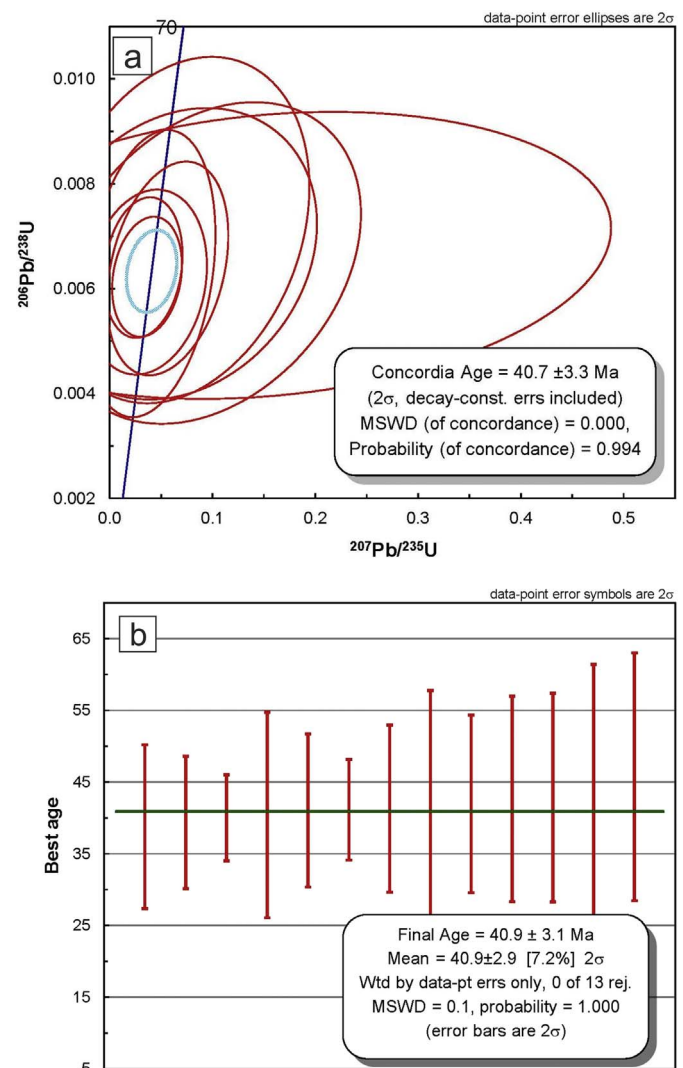 data-point error ellipses are 2σ
70
a
0.010
0.008
0.006
0.004
0.002
²⁰⁶Pb/²³⁸U
Concordia Age = 40.7 ±3.3 Ma
(2σ, decay-const. errs included)
MSWD (of concordance) = 0.000,
Probability (of concordance) = 0.994
0.0 0.1 0.2 0.3 0.4 0.5
²⁰⁷Pb/²³⁵U
data-point error symbols are 2σ
b
65
55
45
35
25
15
5
Best age
Final Age = 40.9 ± 3.1 Ma
Mean = 40.9±2.9 [7.2%] 2σ
Wtd by data-pt errs only, 0 of 13 rej.
MSWD = 0.1, probability = 1.000
(error bars are 2σ)